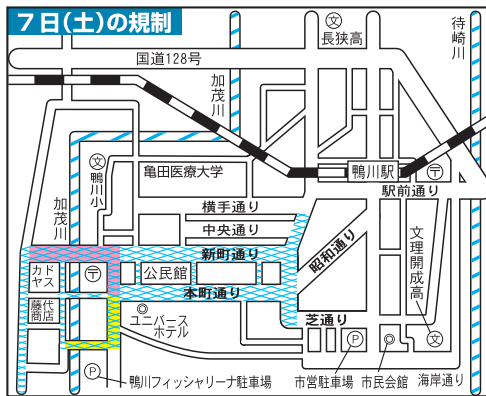 7日(土)の規制
文
長狭高
待崎川
国道128号
加茂川
文
鴨川小
亀田医療大学
鴨川駅
〒
駅前通り
加茂川
横手通り
中央通り
新町通り
昭和通り
文理開成高
文
カド
ヤス
〒
公民館
本町通り
藤代
商店
ユニバース
ホテル
芝通り
P
鴨川フィッシャリーナ駐車場
P
市営駐車場
市民会館
海岸通り